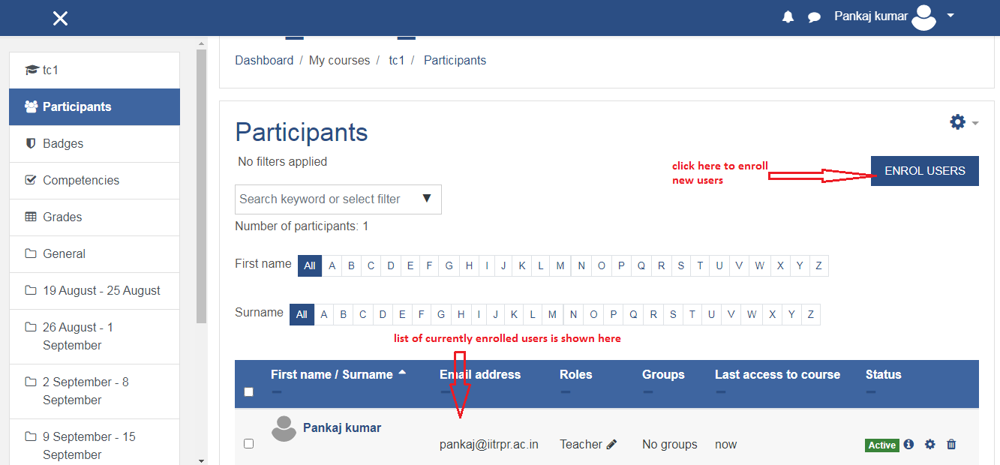 Pankaj kumar
Dashboard / My courses / tc1 / Participants
tc1
Participants
Badges
Competencies
Grades
General
19 August - 25 August
26 August - 1
September
2 September - 8
September
9 September - 15
September
Participants
No filters applied
click here to enroll
new users
ENROL USERS
Search keyword or select filter
Number of participants: 1
First name All A B C D E F G H I J K L M N O P Q R S T U V W X Y Z
Surname All A B C D E F G H I J K L M N O P Q R S T U V W X Y Z
list of currently enrolled users is shown here
First name / Surname Email address Roles Groups Last access to course Status
Pankaj kumar
pankaj@iitrpr.ac.in Teacher No groups now Active